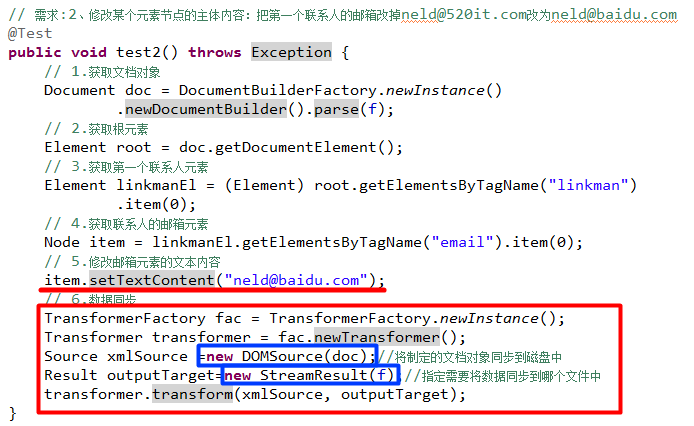 // 需求:2、修改某个元素节点的主体内容：把第一个联系人的邮箱改掉neld@520it.com改为neld@baidu.com
@Test
public void test2() throws Exception {
// 1.获取文档对象
Document doc = DocumentBuilderFactory.newInstance()
.newDocumentBuilder().parse(f);
// 2.获取根元素
Element root = doc.getDocumentElement();
// 3.获取第一个联系人元素
Element linkmanEl = (Element) root.getElementsByTagName("linkman")
.item(0);
// 4.获取联系人的邮箱元素
Node item = linkmanEl.getElementsByTagName("email").item(0);
// 5.修改邮箱元素的文本内容
item.setTextContent("neld@baidu.com");
// 6.数据同步
TransformerFactory fac = TransformerFactory.newInstance();
Transformer transformer = fac.newTransformer();
Source xmlSource =new DOMSource(doc);//将制定的文档对象同步到磁盘中
Result outputTarget=new StreamResult(f);//指定需要将数据同步到哪个文件中
transformer.transform(xmlSource, outputTarget);
}